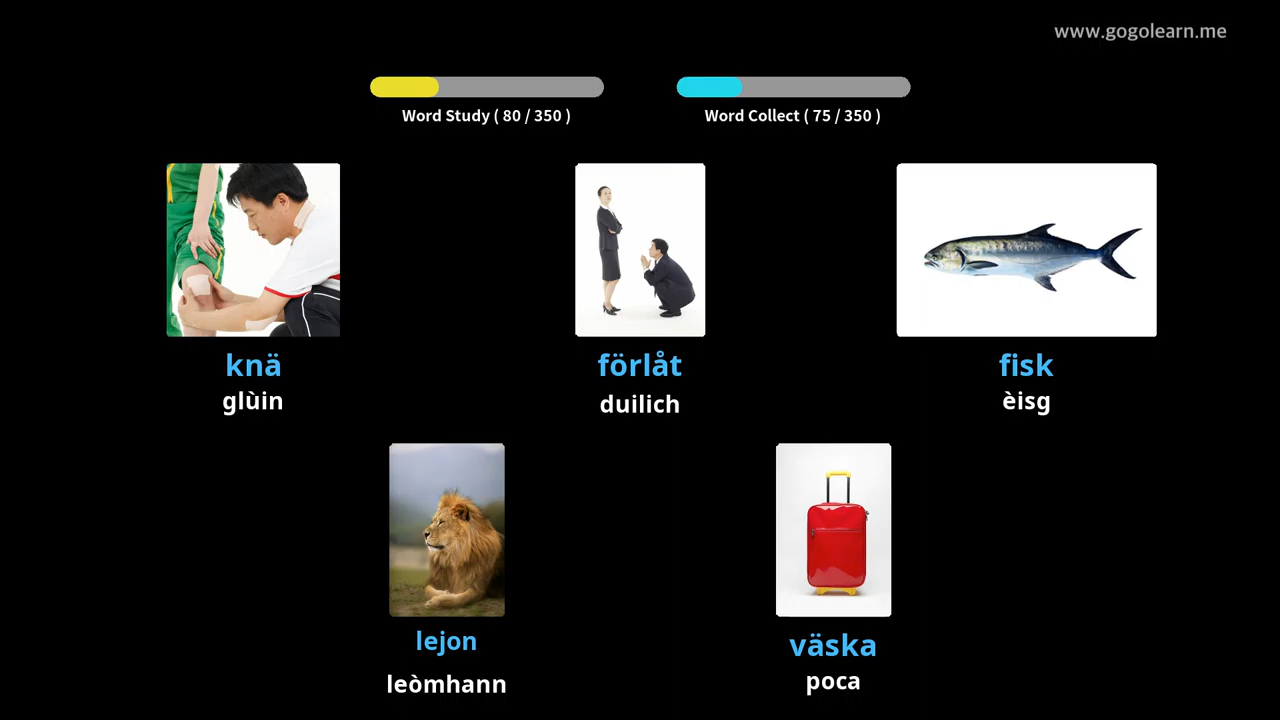 www.gogolearn.me
Word Study ( 80 / 350 )
Word Collect ( 75 / 350 )
knä
glùin
förlåt
duilich
fisk
èisg
lejon
leòmhann
väska
poca